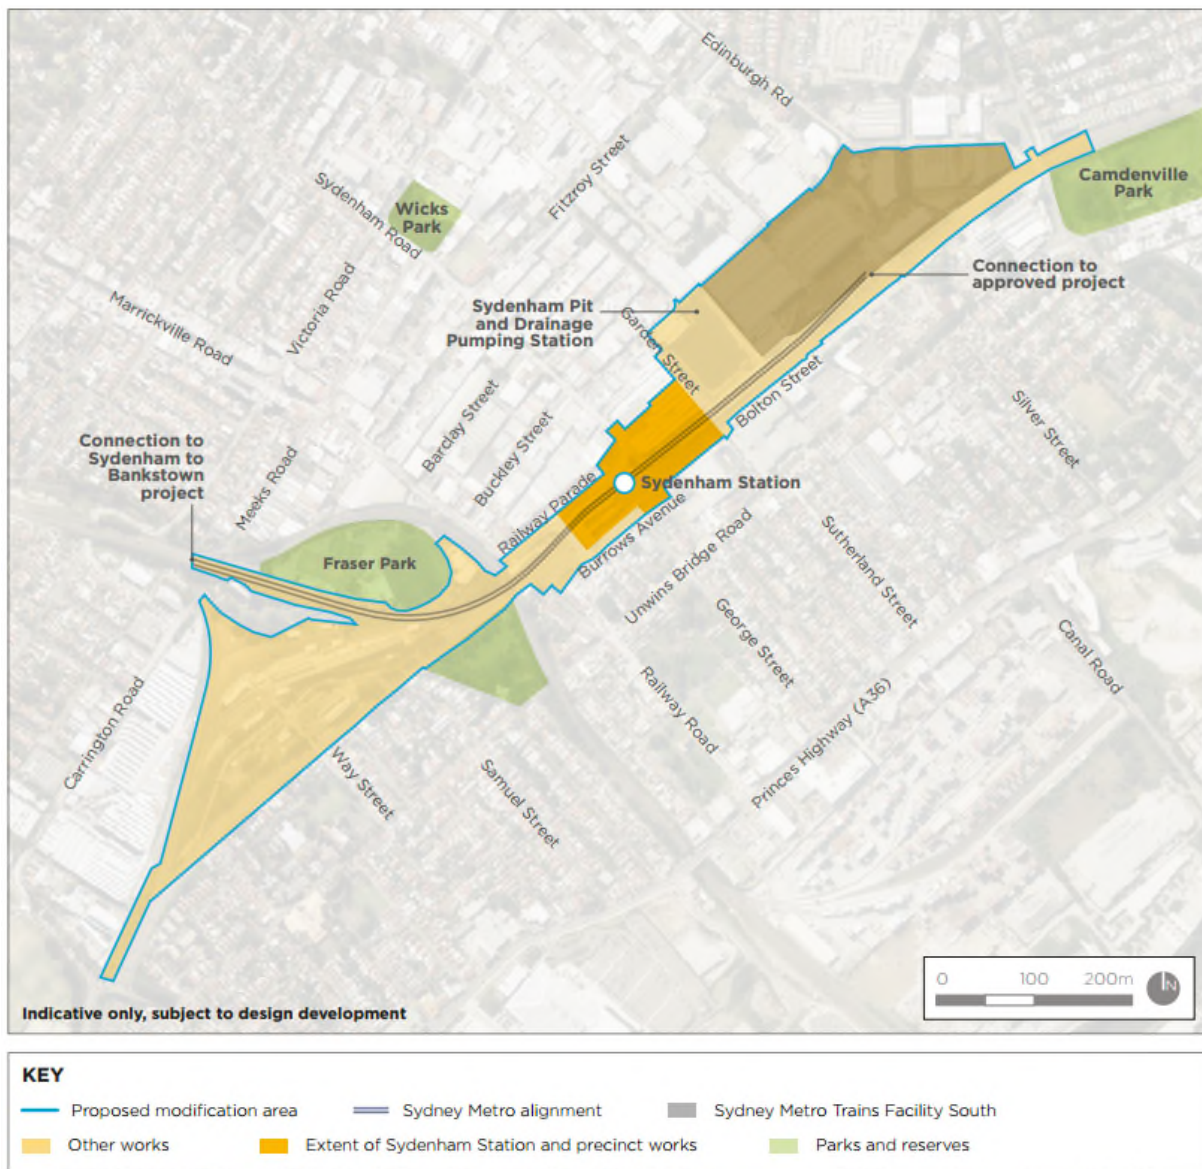 Edinburgh Rd
Camdenville
Park
Fitzroy Street
Sydenham Road
Wicks
Park
Connection to
approved project
Victoria Road
Marrickville Road
Sydenham Pit
and Drainage
Pumping Station
Garden Street
Bolton Street
Silver Street
Barclay Street
Buckley Street
Connection to
Sydenham to
Bankstown
project
Meeks Road
Railway Parade
Sydenham Station
Burrows Avenue
Unwins Bridge Road
Sutherland Street
Fraser Park
George Street
Canal Road
Railway Road
Princes Highway (A36)
Carrington Road
Way Street
Samuel Street
0 100 200m
N
Indicative only, subject to design development
KEY
Proposed modification area
Sydney Metro alignment
Sydney Metro Trains Facility South
Other works
Extent of Sydenham Station and precinct works
Parks and reserves